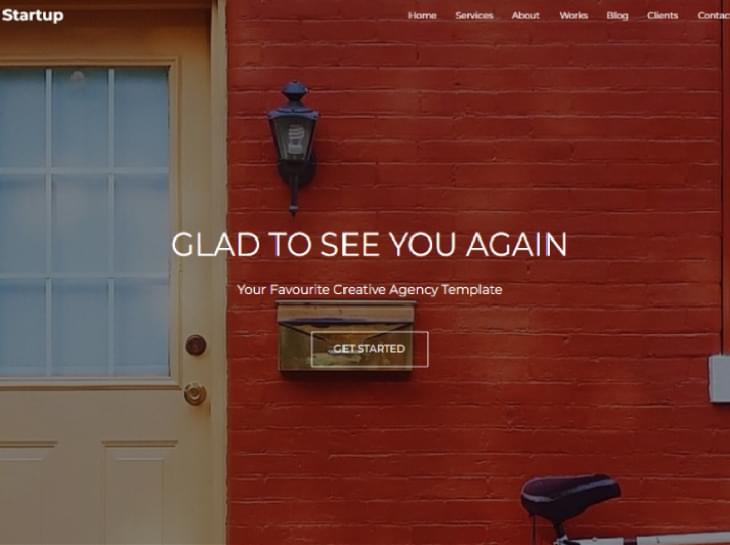 Startup
Home Services About Works Blog Clients Contac
GLAD TO SEE YOU AGAIN
Your Favourite Creative Agency Template
GET STARTED